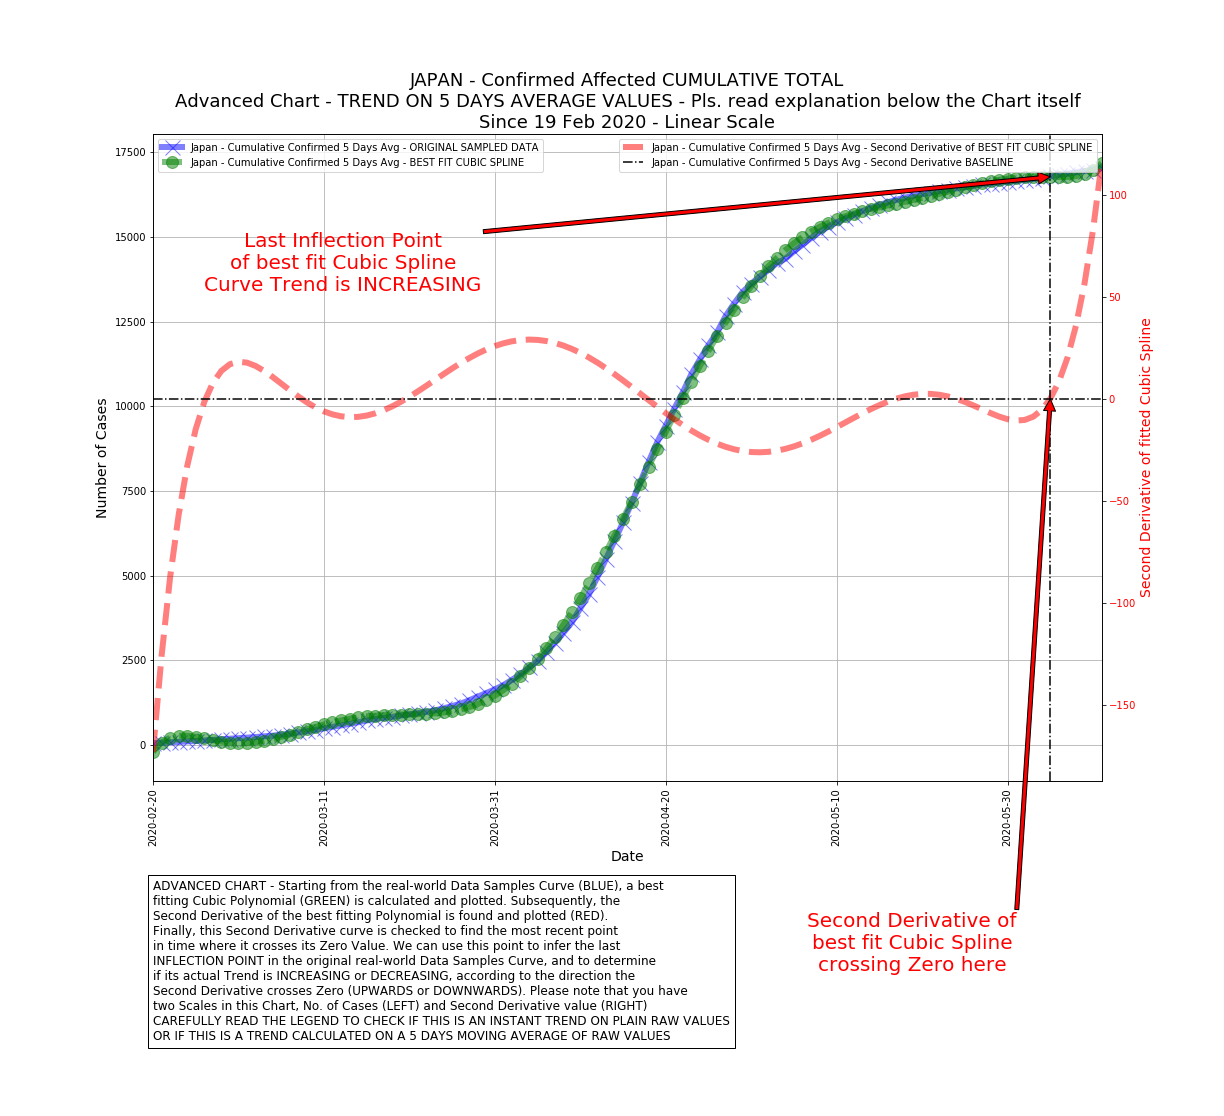 JAPAN - Confirmed Affected CUMULATIVE TOTAL
Advanced Chart - TREND ON 5 DAYS AVERAGE VALUES - Pls. read explanation below the Chart itself
Since 19 Feb 2020 - Linear Scale
Japan - Cumulative Confirmed 5 Days Avg - ORIGINAL SAMPLED DATA
Japan - Cumulative Confirmed 5 Days Avg - BEST FIT CUBIC SPLINE
Japan - Cumulative Confirmed 5 Days Avg - Second Derivative of BEST FIT CUBIC SPLINE
Japan - Cumulative Confirmed 5 Days Avg - Second Derivative BASELINE
Last Inflection Point
of best fit Cubic Spline
Curve Trend is INCREASING
Number of Cases
17500
15000
12500
10000
7500
5000
2500
0
100
50
0
−50
−100
−150
Second Derivative of fitted Cubic Spline
2020-02-20
2020-03-11
2020-03-31
2020-04-20
2020-05-10
2020-05-30
Date
ADVANCED CHART - Starting from the real-world Data Samples Curve (BLUE), a best
fitting Cubic Polynomial (GREEN) is calculated and plotted. Subsequently, the
Second Derivative of the best fitting Polynomial is found and plotted (RED).
Finally, this Second Derivative curve is checked to find the most recent point
in time where it crosses its Zero Value. We can use this point to infer the last
INFLECTION POINT in the original real-world Data Samples Curve, and to determine
if its actual Trend is INCREASING or DECREASING, according to the direction the
Second Derivative crosses Zero (UPWARDS or DOWNWARDS). Please note that you have
two Scales in this Chart, No. of Cases (LEFT) and Second Derivative value (RIGHT)
CAREFULLY READ THE LEGEND TO CHECK IF THIS IS AN INSTANT TREND ON PLAIN RAW VALUES
OR IF THIS IS A TREND CALCULATED ON A 5 DAYS MOVING AVERAGE OF RAW VALUES
Second Derivative of
best fit Cubic Spline
crossing Zero here